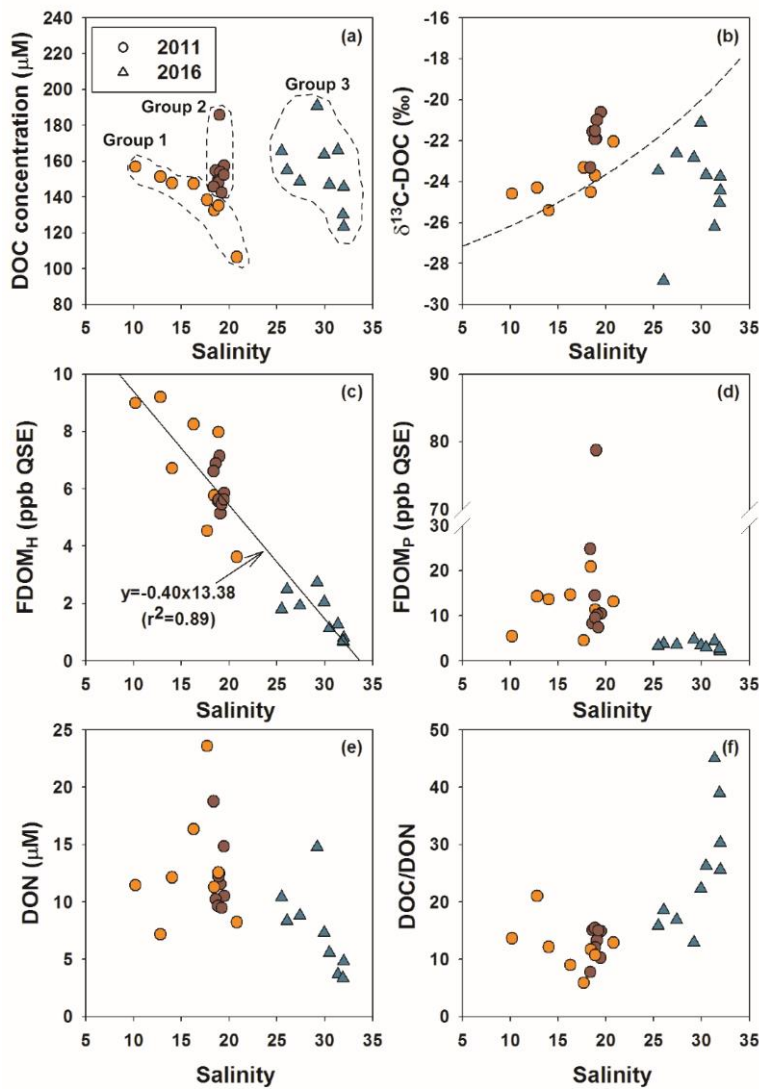 (a)
2011
2016
Group 1
Group 2
Group 3
DOC concentration (μM)
240
220
200
180
160
140
120
100
80
5 10 15 20 25 30 35
Salinity
(b)
δ13C-DOC (‰)
-16
-18
-20
-22
-24
-26
-28
-30
5 10 15 20 25 30 35
Salinity
(c)
FDOMH (ppb QSE)
10
8
6
4
2
0
y=-0.40x13.38
(r2=0.89)
5 10 15 20 25 30 35
Salinity
(d)
FDOMP (ppb QSE)
90
80
70
30
20
10
0
5 10 15 20 25 30 35
Salinity
(e)
DON (μM)
25
20
15
10
5
0
5 10 15 20 25 30 35
Salinity
(f)
DOC/DON
50
40
30
20
10
0
5 10 15 20 25 30 35
Salinity